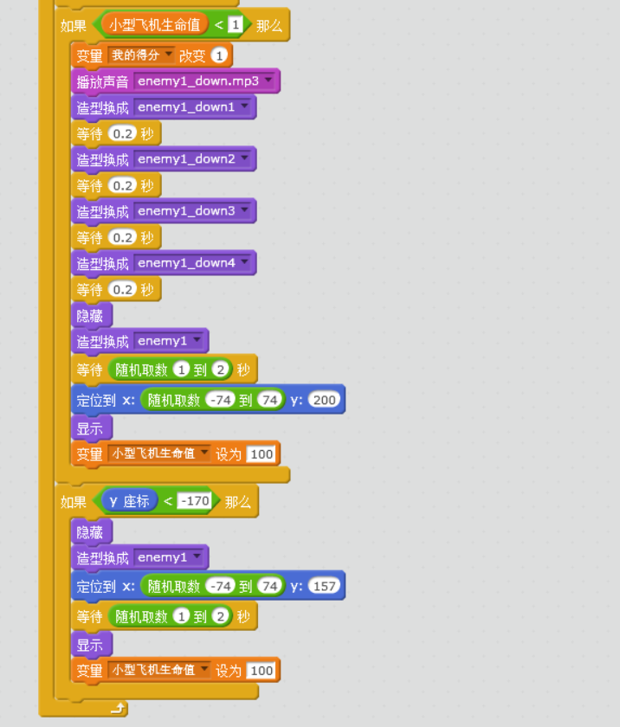 如果 小型飞机生命值 < 1 那么
变量 我的得分 改变 1
播放声音 enemy1_down.mp3
造型换成 enemy1_down1
等待 0.2 秒
造型换成 enemy1_down2
等待 0.2 秒
造型换成 enemy1_down3
等待 0.2 秒
造型换成 enemy1_down4
等待 0.2 秒
隐藏
造型换成 enemy1
等待 随机取数 1 到 2 秒
定位到 x: 随机取数 -74 到 74 y: 200
显示
变量 小型飞机生命值 设为 100
如果 y 座标 < -170 那么
隐藏
造型换成 enemy1
定位到 x: 随机取数 -74 到 74 y: 157
等待 随机取数 1 到 2 秒
显示
变量 小型飞机生命值 设为 100